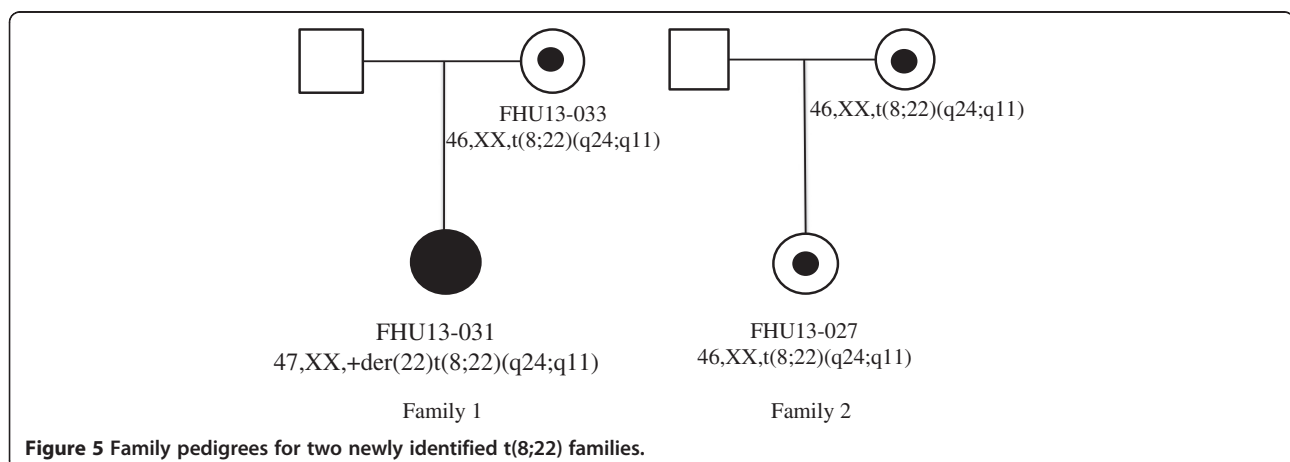 FHU13-033
46,XX,t(8;22)(q24;q11)
46,XX,t(8;22)(q24;q11)
FHU13-031
47,XX,+der(22)t(8;22)(q24;q11)
FHU13-027
46,XX,t(8;22)(q24;q11)
Family 1
Family 2
Figure 5 Family pedigrees for two newly identified t(8;22) families.